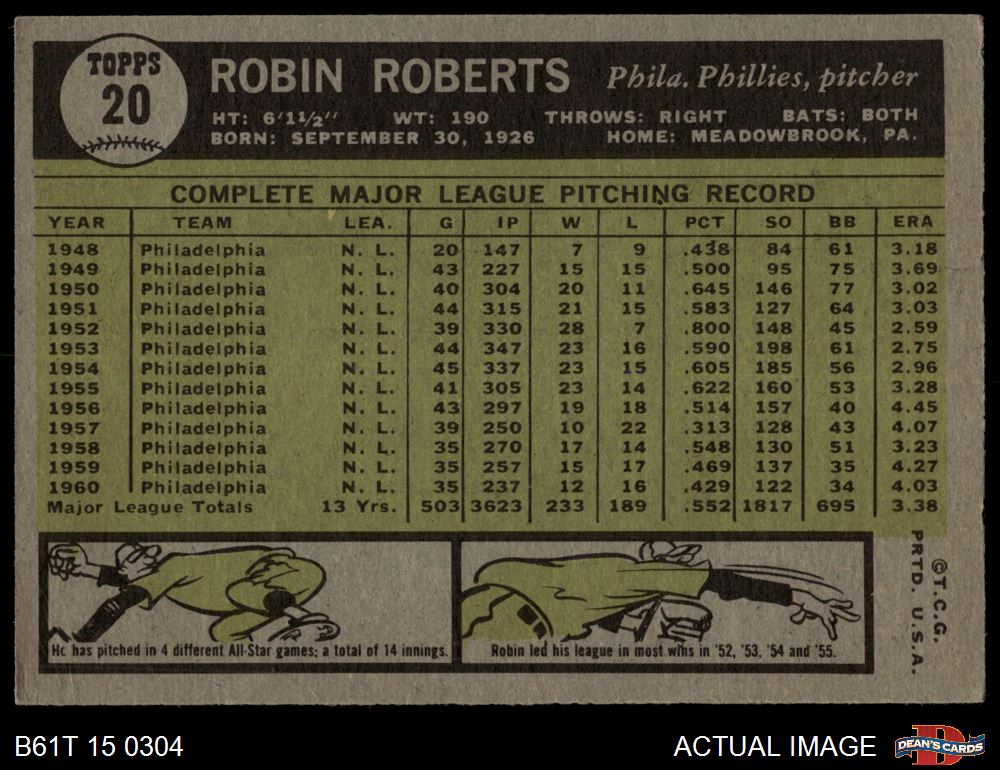 TOPPS
20
ROBIN ROBERTS Phila. Phillies, pitcher
HT: 6'1½" WT: 190 THROWS: RIGHT BATS: BOTH
BORN: SEPTEMBER 30, 1926 HOME: MEADOWBROOK, PA.
COMPLETE MAJOR LEAGUE PITCHING RECORD
YEAR TEAM LEA. G IP W L PCT SO BB ERA
1948 Philadelphia N. L. 20 147 7 9 .438 84 61 3.18
1949 Philadelphia N. L. 43 227 15 15 .500 95 75 3.69
1950 Philadelphia N. L. 40 304 20 11 .645 146 77 3.02
1951 Philadelphia N. L. 44 315 21 15 .583 127 64 3.03
1952 Philadelphia N. L. 39 330 28 7 .800 148 45 2.59
1953 Philadelphia N. L. 44 347 23 16 .590 198 61 2.75
1954 Philadelphia N. L. 45 337 23 15 .605 185 56 2.96
1955 Philadelphia N. L. 41 305 23 14 .622 160 53 3.28
1956 Philadelphia N. L. 43 297 19 18 .514 157 40 4.45
1957 Philadelphia N. L. 39 250 10 22 .313 128 43 4.07
1958 Philadelphia N. L. 35 270 17 14 .548 130 51 3.23
1959 Philadelphia N. L. 35 257 15 17 .469 137 35 4.27
1960 Philadelphia N. L. 35 237 12 16 .429 122 34 4.03
Major League Totals 13 Yrs. 503 3623 233 189 .552 1817 695 3.38
He has pitched in 4 different All-Star games; a total of 14 innings.
Robin led his league in most wins in '52, '53, '54 and '55.
©T.C.G.
PRTD. U.S.A.
B61T 15 0304
ACTUAL IMAGE
D
DEAN'S CARDS